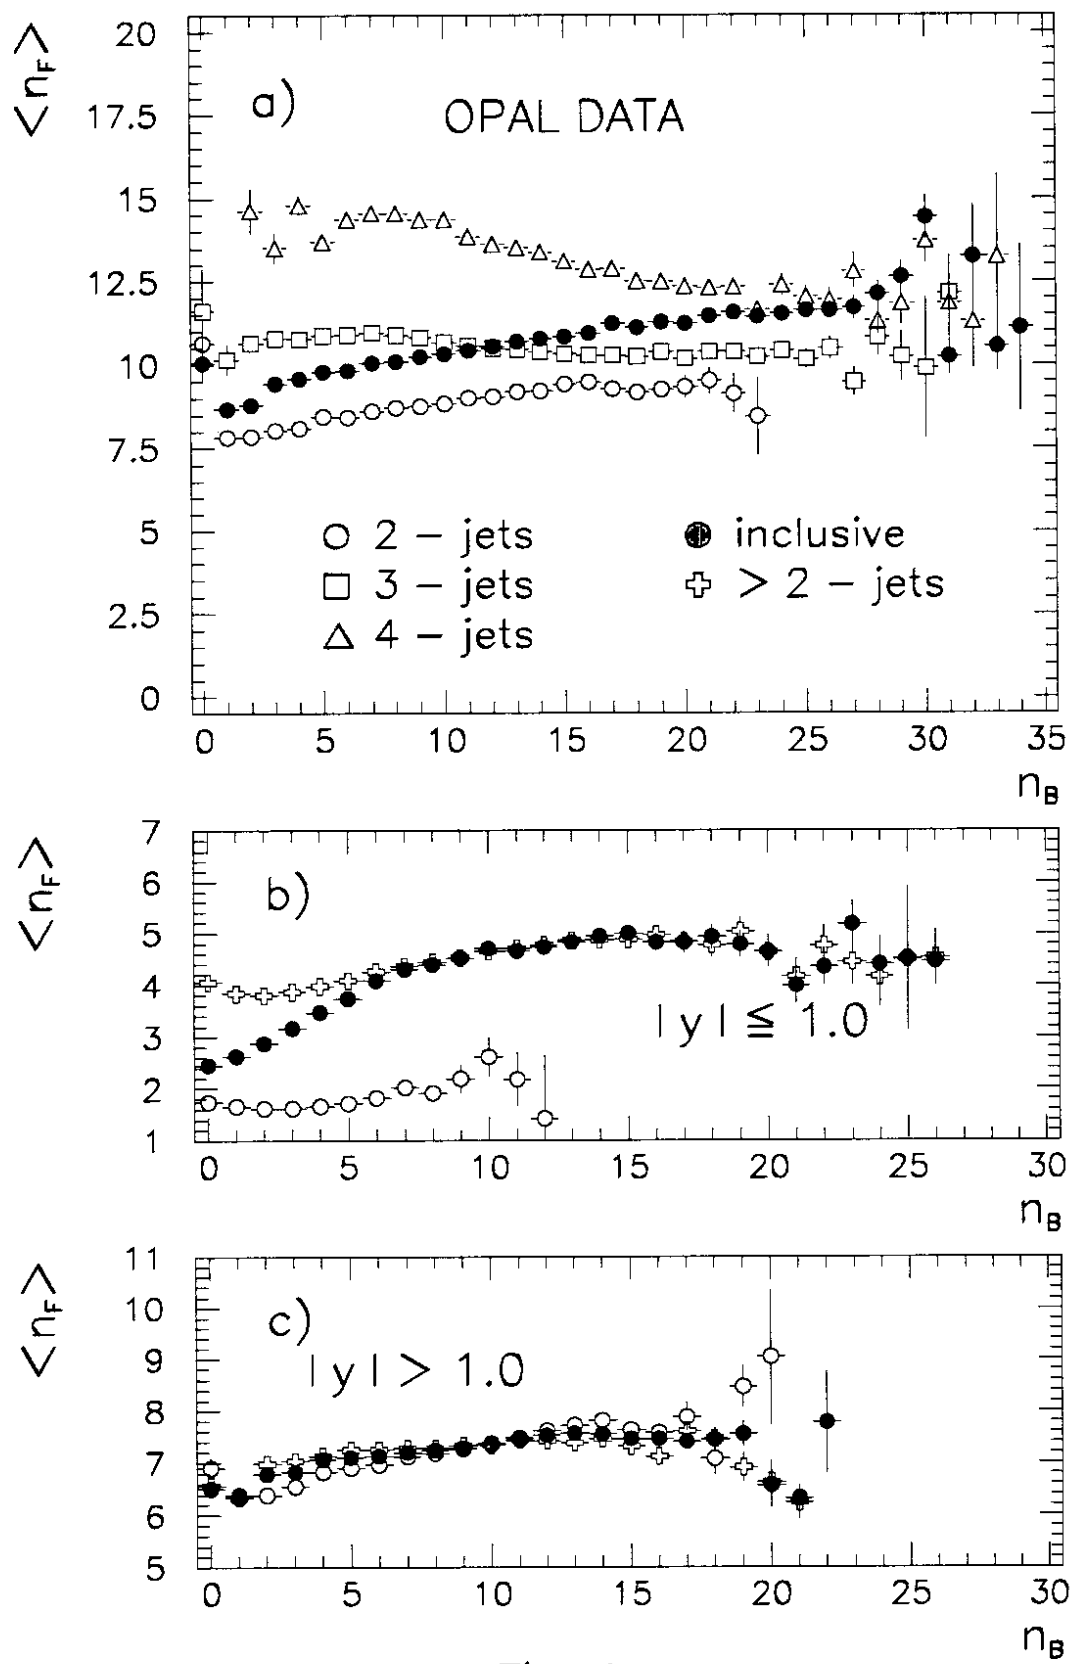 <n_F>
20
a)
OPAL DATA
17.5
15
12.5
10
7.5
5
2 – jets
inclusive
3 – jets
> 2 – jets
2.5
4 – jets
0
0 5 10 15 20 25 30 35
n_B
<n_F>
7
b)
6
5
4
| y | ≦ 1.0
3
2
1
0 5 10 15 20 25 30
n_B
<n_F>
11
c)
10
9
| y | > 1.0
8
7
6
5
0 5 10 15 20 25 30
n_B